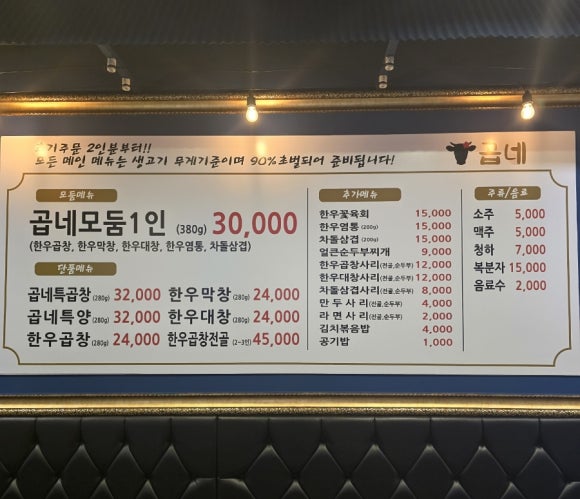 기주문 2인분부터!!
모든 메인 메뉴는 생고기 무게기준이며 90%초벌되어 준비됩니다!
곱네
모듬메뉴
곱네모둠1인 (380g) 30,000
(한우곱창, 한우막창, 한우대창, 한우염통, 차돌삼겹)
단품메뉴
곱네특곱창 (280g) 32,000 한우막창 (280g) 24,000
곱네특양 (280g) 32,000 한우대창 (280g) 24,000
한우곱창 (280g) 24,000 한우곱창전골 (2~3인) 45,000
추가메뉴
한우꽃육회 15,000
한우염통 (200g) 15,000
차돌삼겹 (200g) 15,000
얼큰순두부찌개 9,000
한우곱창사리(전골,순두부) 12,000
한우대창사리(전골,순두부) 12,000
차돌삼겹사리(전골,순두부) 8,000
만두사리(전골,순두부) 4,000
라면사리(전골,순두부) 2,000
김치볶음밥 4,000
공기밥 1,000
주류/음료
소주 5,000
맥주 5,000
청하 7,000
복분자 15,000
음료수 2,000